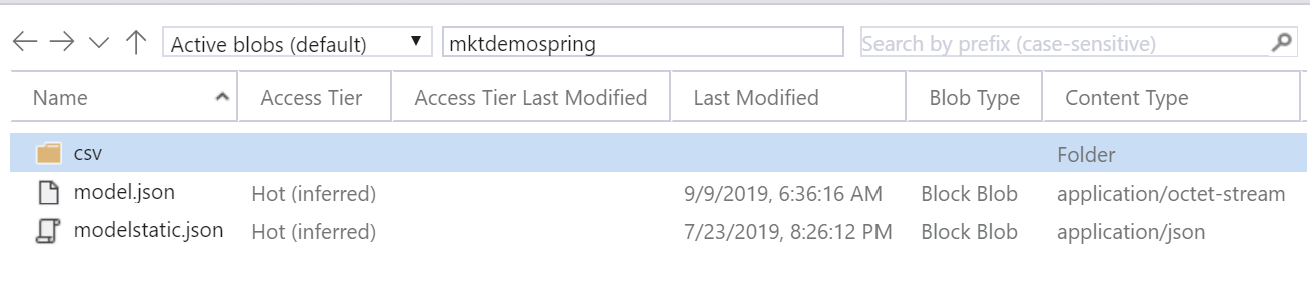 Active blobs (default) mktdemospring Search by prefix (case-sensitive)
Name Access Tier Access Tier Last Modified Last Modified Blob Type Content Type
csv Folder
model.json Hot (inferred) 9/9/2019, 6:36:16 AM Block Blob application/octet-stream
modelstatic.json Hot (inferred) 7/23/2019, 8:26:12 PM Block Blob application/json